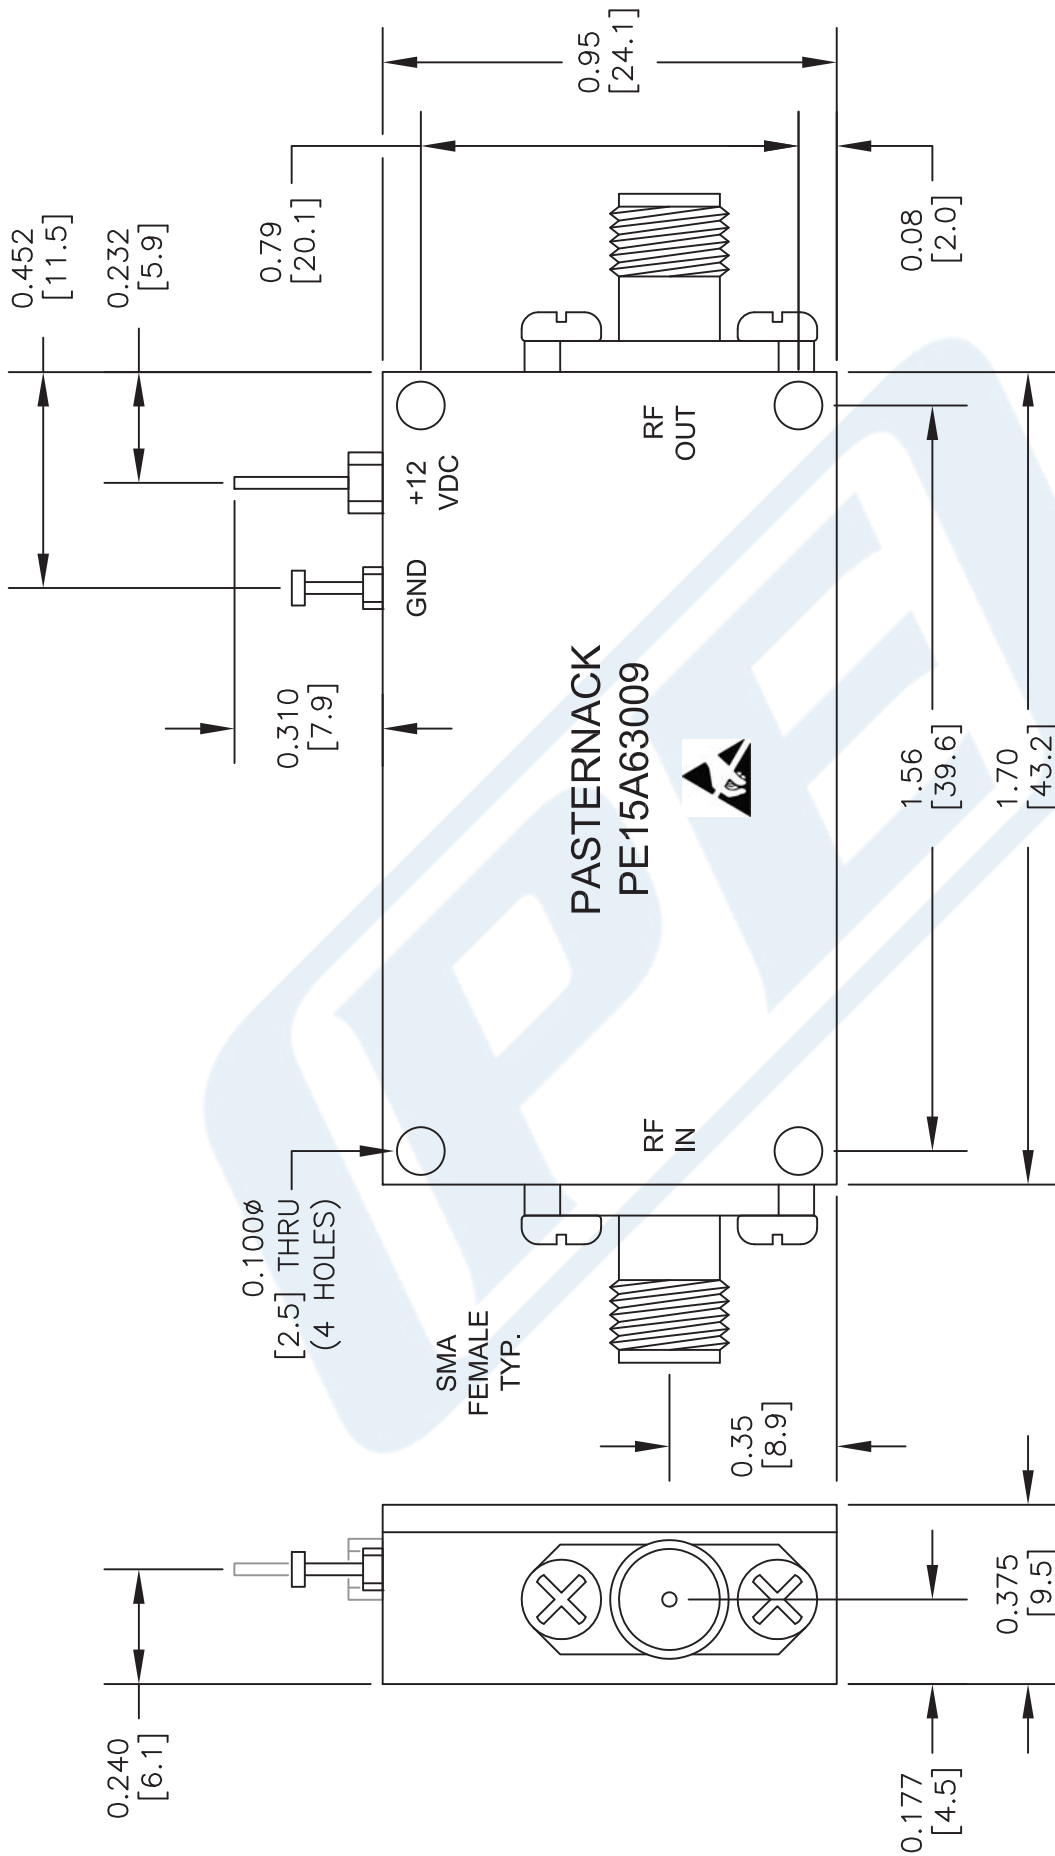 0.240
[6.1]
0.100ø
[2.5] THRU
(4 HOLES)
0.310
[7.9]
0.452
[11.5]
0.232
[5.9]
0.79
[20.1]
0.95
[24.1]
SMA
FEMALE
TYP.
GND
+12
VDC
PASTERNACK
PE15A63009
RF
IN
RF
OUT
0.35
[8.9]
0.08
[2.0]
0.177
[4.5]
0.375
[9.5]
1.56
[39.6]
1.70
[43.2]
PE